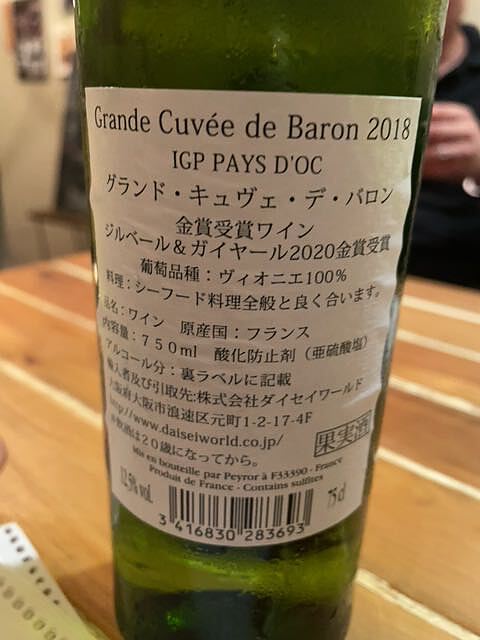 Grande Cuvée de Baron 2018
IGP PAYS D'OC
グランド・キュヴェ・デ・バロン
金賞受賞ワイン
ジルベール＆ガイヤール2020金賞受賞
葡萄品種：ヴィオニエ100％
料理：シーフード料理全般と良く合います。
品名：ワイン　原産国：フランス
内容量：７５０ｍｌ　酸化防止剤（亜硫酸塩）
アルコール分：裏ラベルに記載
輸入者及び引取先:株式会社ダイセイワールド
大阪府大阪市浪速区元町1-2-17-4F
http//www.daiseiworld.co.jp/
果実酒
※飲酒は２０歳になってから。
Mis en bouteille par Peyror à F33390 - France
Produit de France - Contains sulfites
12,5% vol.
75 cl
3 416830 283693